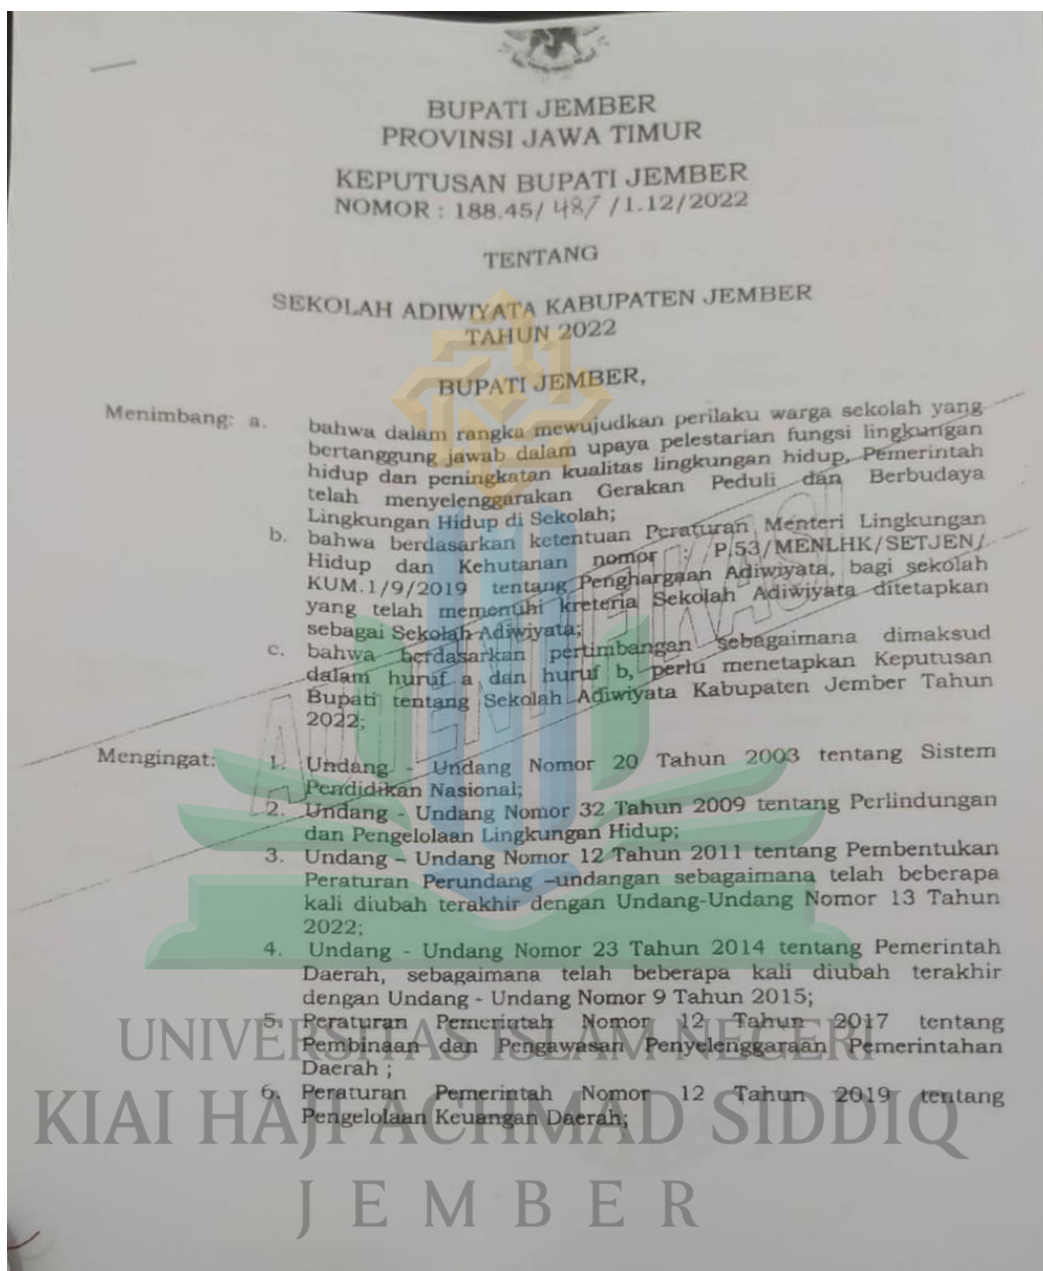 BUPATI JEMBER
PROVINSI JAWA TIMUR
KEPUTUSAN BUPATI JEMBER
NOMOR : 188.45/ 487 /1.12/2022
TENTANG
SEKOLAH ADIWIYATA KABUPATEN JEMBER
TAHUN 2022
BUPATI JEMBER,
Menimbang: a. bahwa dalam rangka mewujudkan perilaku warga sekolah yang
bertanggung jawab dalam upaya pelestarian fungsi lingkungan
hidup dan peningkatan kualitas lingkungan hidup, Pemerintah
telah menyelenggarakan Gerakan Peduli dan Berbudaya
Lingkungan Hidup di Sekolah;
b. bahwa berdasarkan ketentuan Peraturan Menteri Lingkungan
Hidup dan Kehutanan nomor : P.53/MENLHK/SETJEN/
KUM.1/9/2019 tentang Penghargaan Adiwiyata, bagi sekolah
yang telah memenuhi kreteria Sekolah Adiwiyata ditetapkan
sebagai Sekolah Adiwiyata;
c. bahwa berdasarkan pertimbangan sebagaimana dimaksud
dalam huruf a dan huruf b, perlu menetapkan Keputusan
Bupati tentang Sekolah Adiwiyata Kabupaten Jember Tahun
2022;
Mengingat: 1. Undang - Undang Nomor 20 Tahun 2003 tentang Sistem
Pendidikan Nasional;
2. Undang - Undang Nomor 32 Tahun 2009 tentang Perlindungan
dan Pengelolaan Lingkungan Hidup;
3. Undang – Undang Nomor 12 Tahun 2011 tentang Pembentukan
Peraturan Perundang –undangan sebagaimana telah beberapa
kali diubah terakhir dengan Undang-Undang Nomor 13 Tahun
2022;
4. Undang - Undang Nomor 23 Tahun 2014 tentang Pemerintah
Daerah, sebagaimana telah beberapa kali diubah terakhir
dengan Undang - Undang Nomor 9 Tahun 2015;
5. Peraturan Pemerintah Nomor 12 Tahun 2017 tentang
Pembinaan dan Pengawasan Penyelenggaraan Pemerintahan
Daerah ;
6. Peraturan Pemerintah Nomor 12 Tahun 2019 tentang
Pengelolaan Keuangan Daerah;
UNIVERSITAS ISLAM NEGERI
KIAI HAJI ACHMAD SIDDIQ
JEMBER